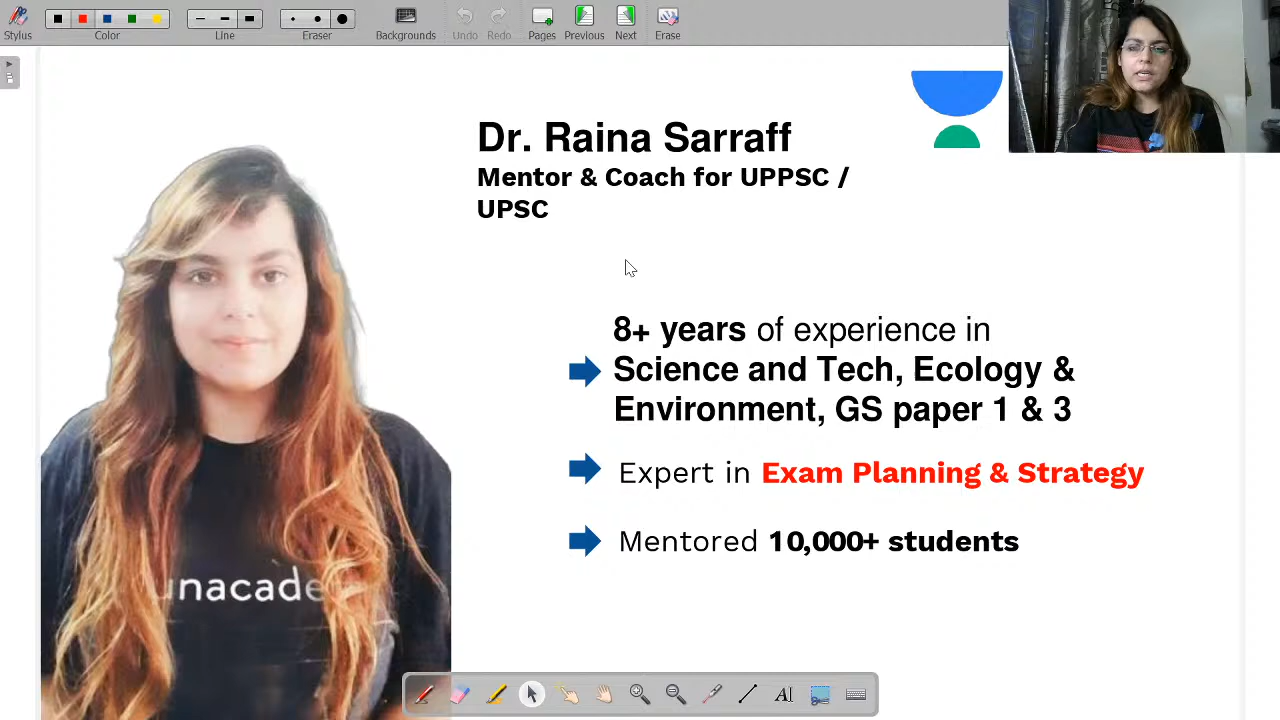 Stylus
Color
Line
Eraser
Backgrounds
Undo
Redo
Pages
Previous
Next
Erase
Dr. Raina Sarraff
Mentor & Coach for UPPSC /
UPSC
8+ years of experience in
Science and Tech, Ecology &
Environment, GS paper 1 & 3
Expert in Exam Planning & Strategy
Mentored 10,000+ students
unacade